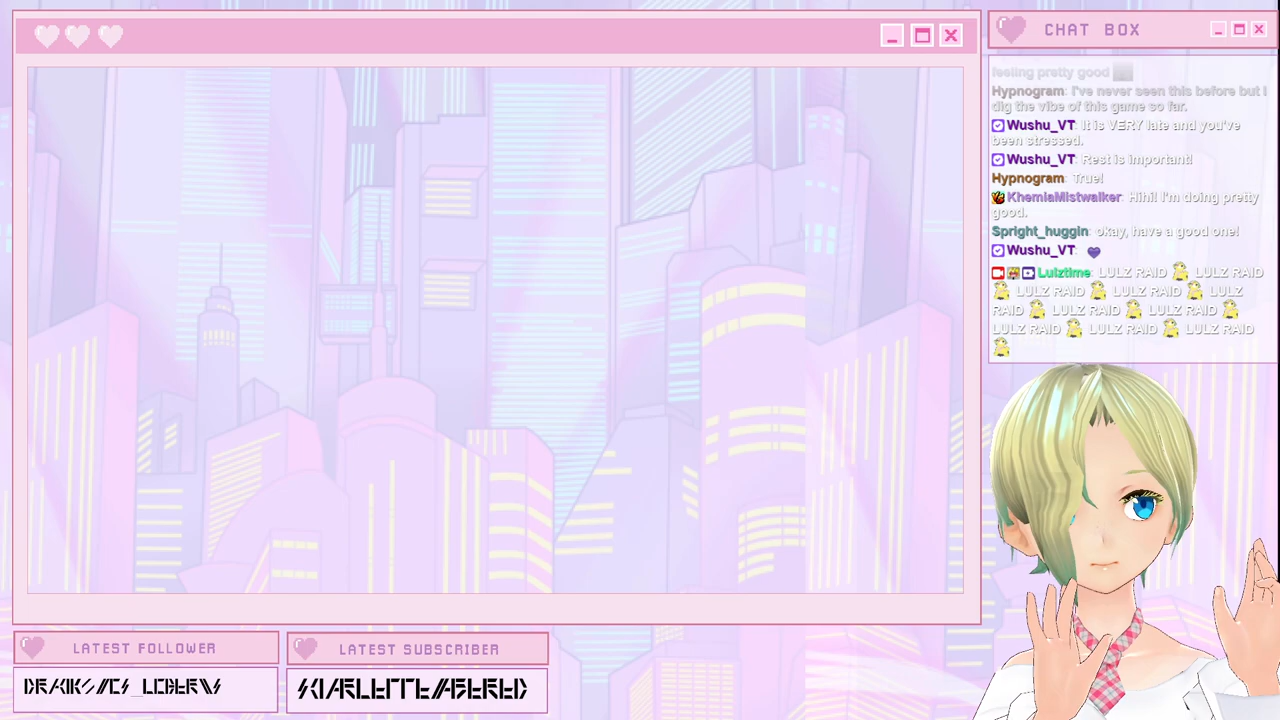 CHAT BOX
feeling pretty good
Hypnogram: I've never seen this before but I
dig the vibe of this game so far.
Wushu_VT: It is VERY late and you've
been stressed.
Wushu_VT: Rest is important!
Hypnogram: True!
KhemiaMistwalker: Hihi! I'm doing pretty
good.
Spright_huggin: okay, have a good one!
Wushu_VT:
Lulztime: LULZ RAID LULZ RAID
LULZ RAID LULZ RAID LULZ
RAID LULZ RAID LULZ RAID
LULZ RAID LULZ RAID LULZ RAID
LATEST FOLLOWER
LATEST SUBSCRIBER